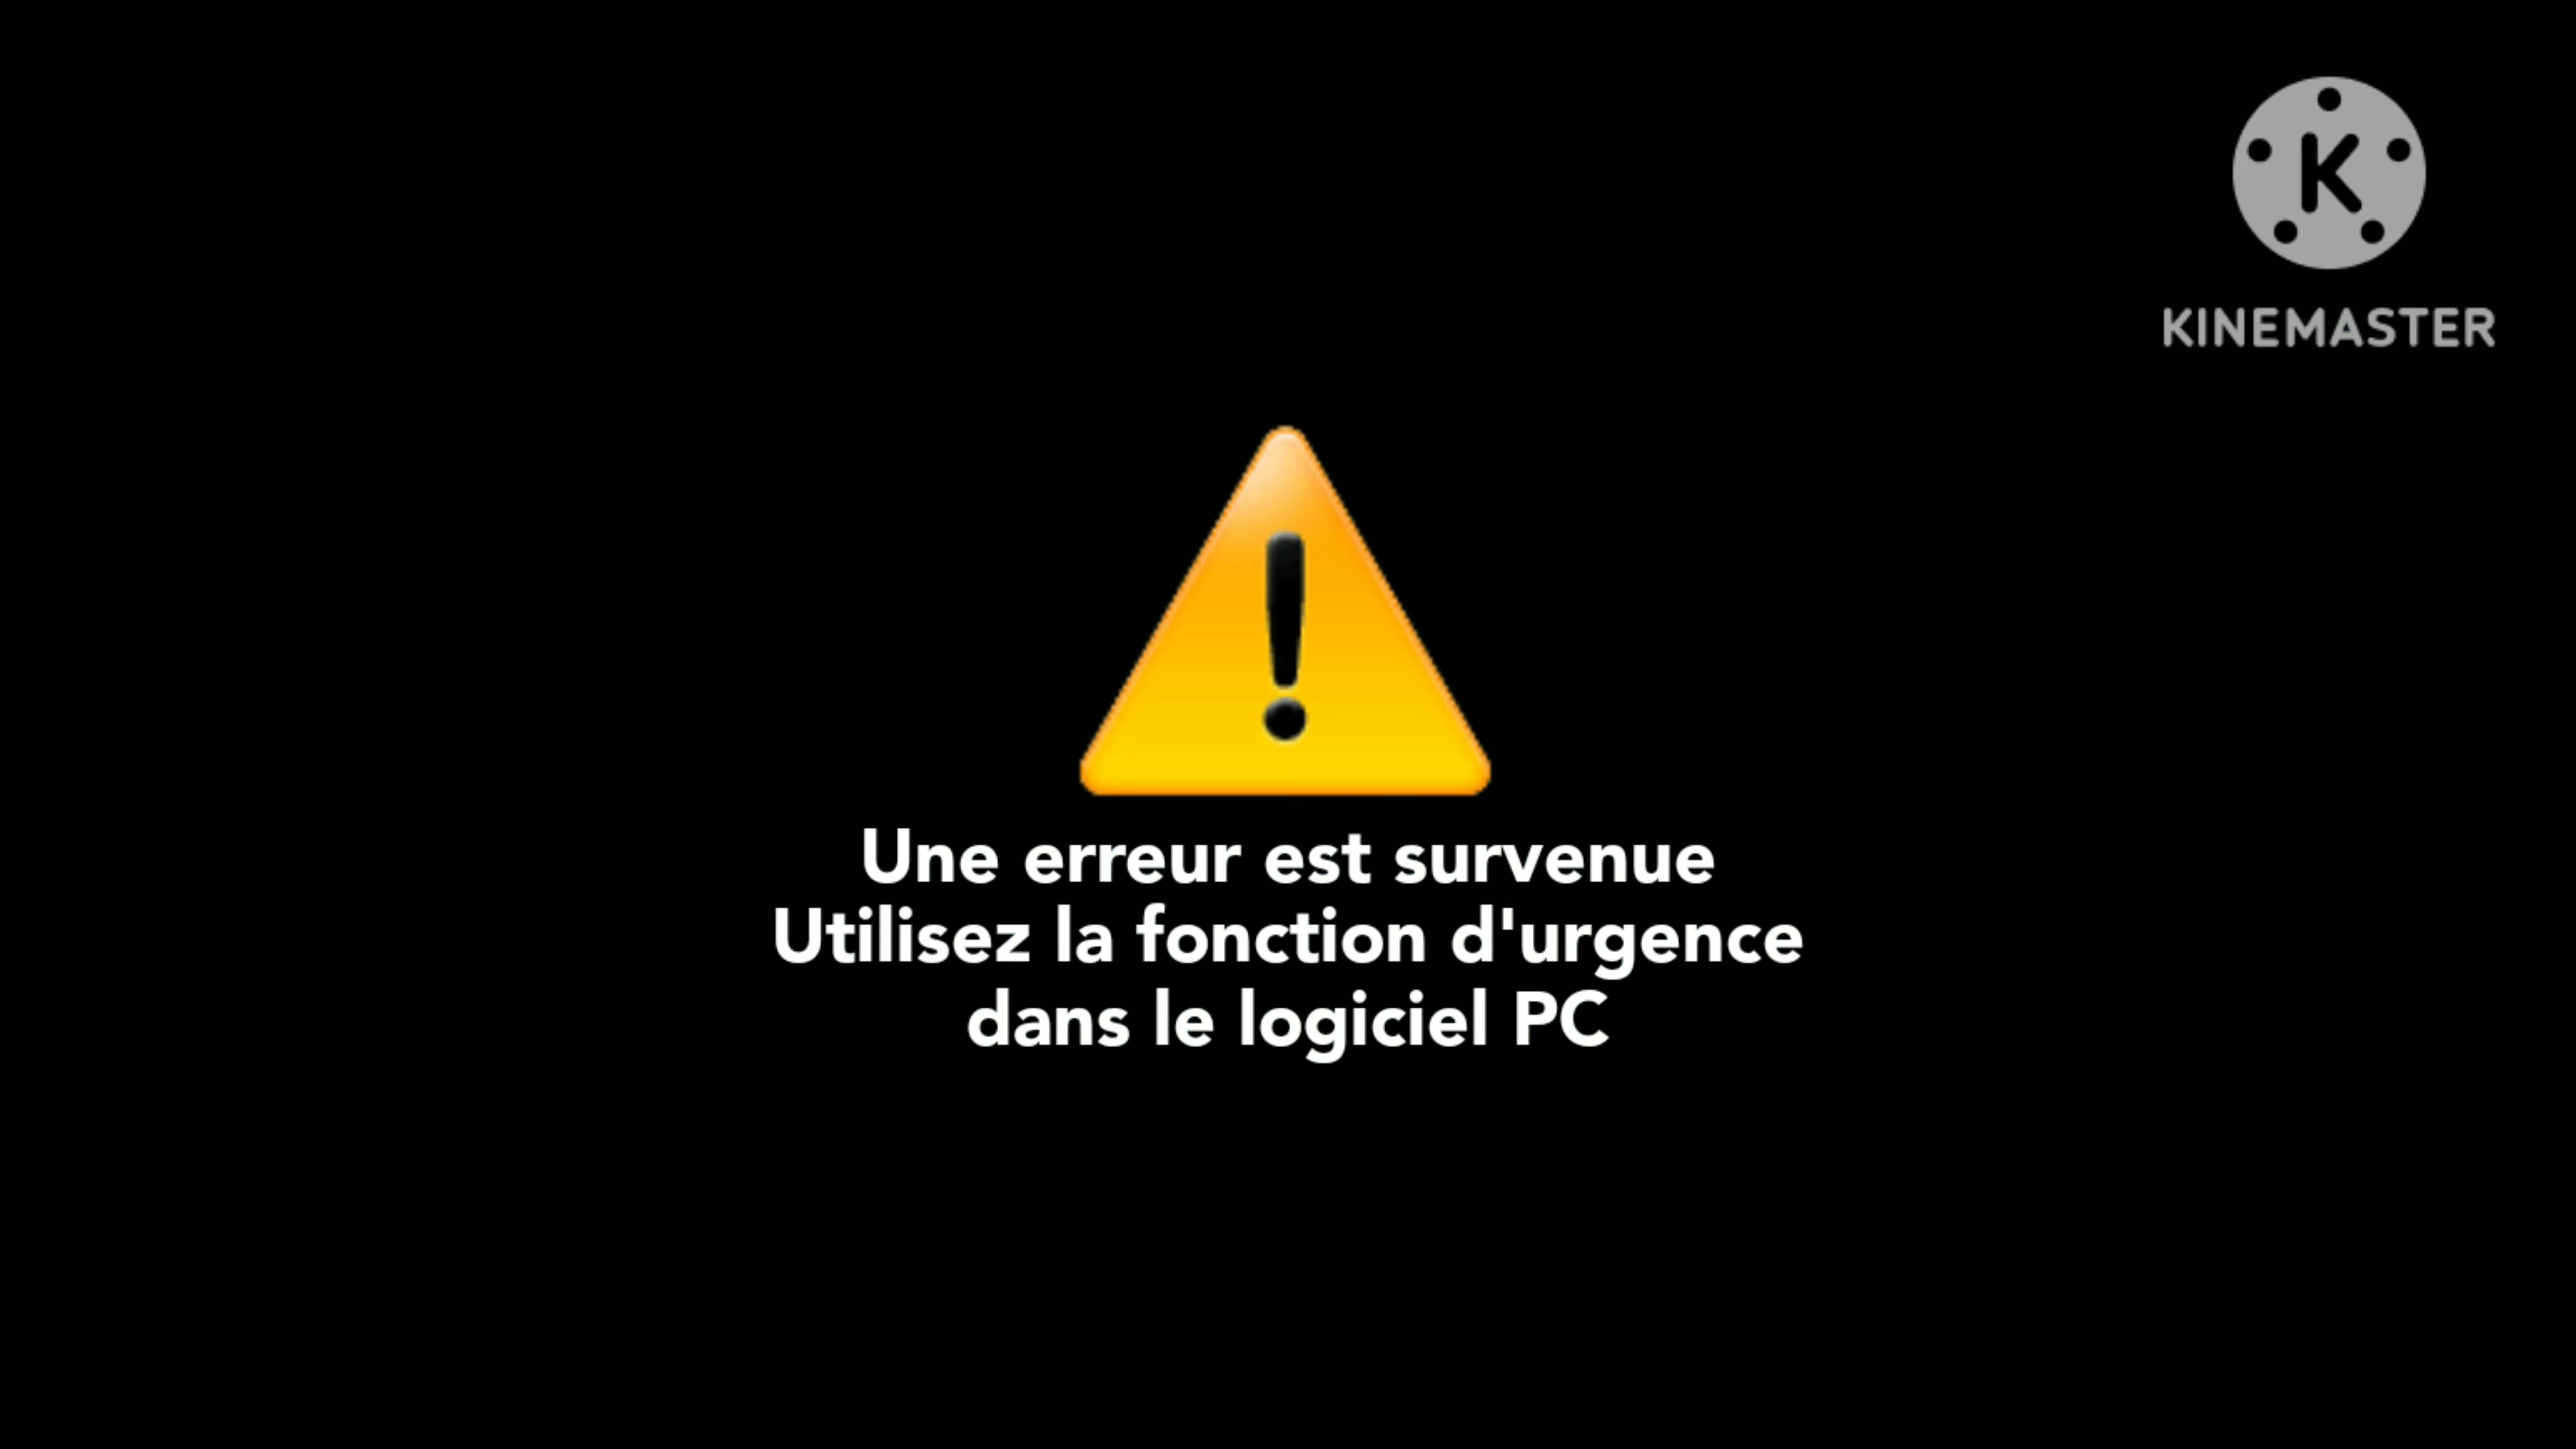 K
KINEMASTER
Une erreur est survenue
Utilisez la fonction d'urgence
dans le logiciel PC